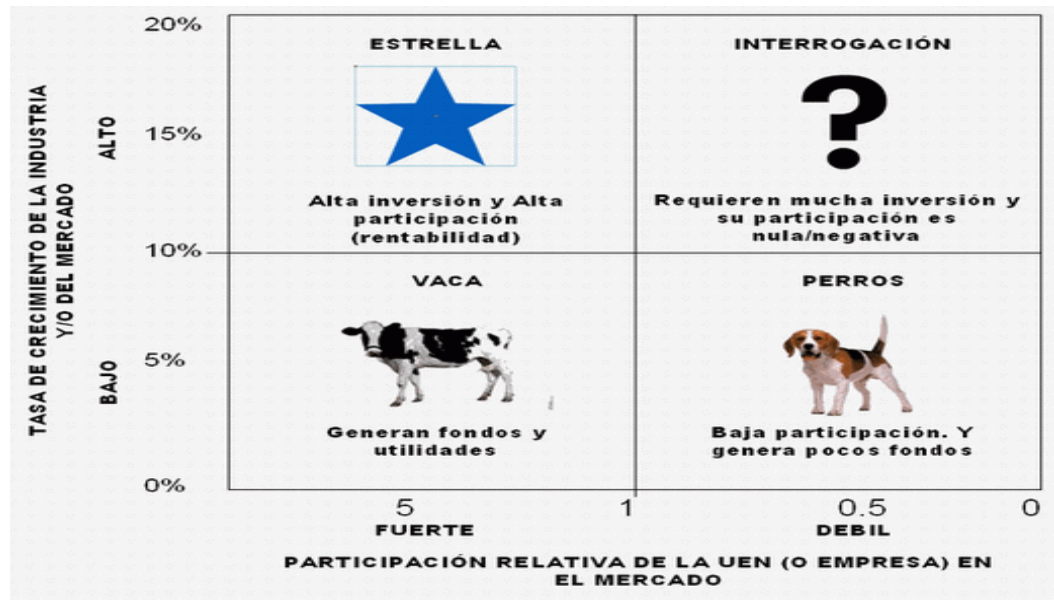 TASA DE CRECIMIENTO DE LA INDUSTRIA
Y/O DEL MERCADO
ALTO
BAJO
20%
15%
10%
5%
0%
ESTRELLA
Alta inversión y Alta
participación
(rentabilidad)
INTERROGACIÓN
?
Requieren mucha inversión y
su participación es
nula/negativa
VACA
Generan fondos y
utilidades
PERROS
Baja participación. Y
genera pocos fondos
5 1 0.5 0
FUERTE DEBIL
PARTICIPACIÓN RELATIVA DE LA UEN (O EMPRESA) EN
EL MERCADO